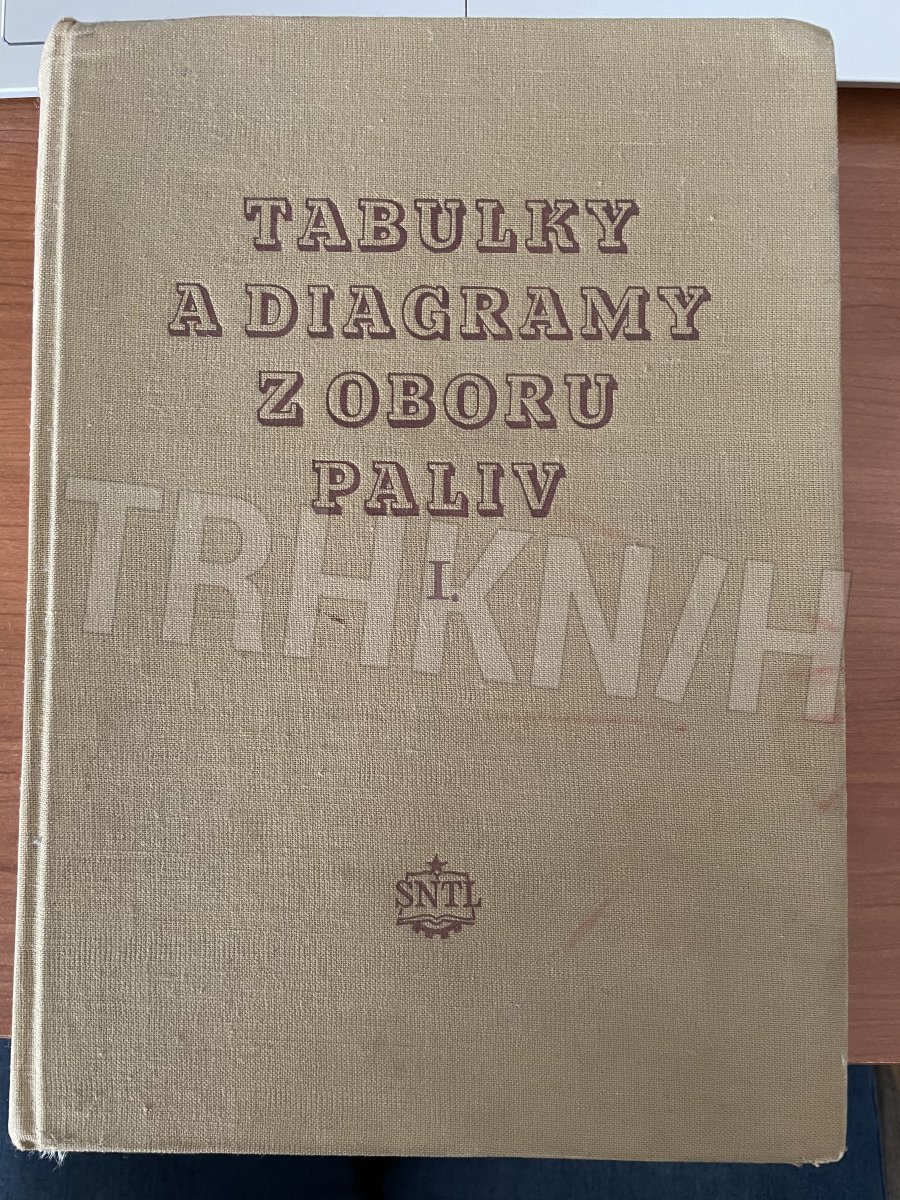 TABULKY
A DIAGRAMY
Z OBORU
PALIV
I.
TRHKNIH
SNTL